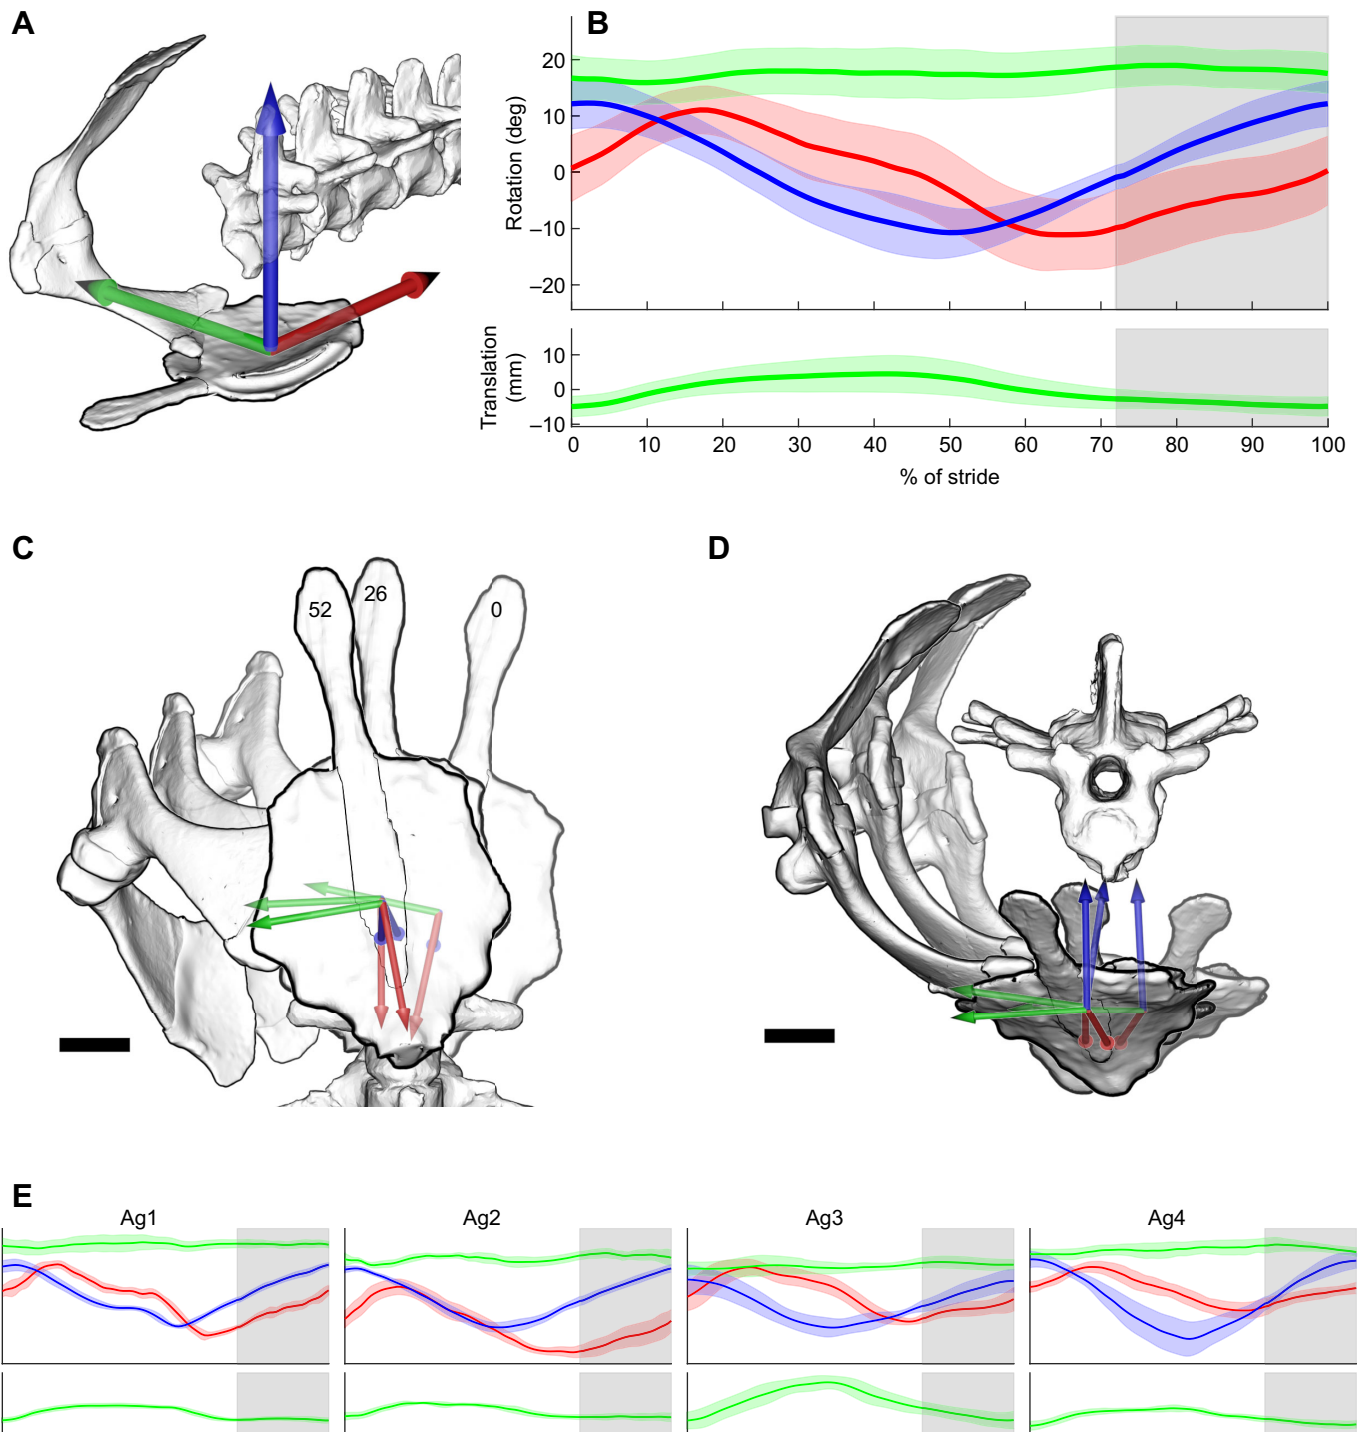 A
B
20
10
0
–10
–20
Rotation (deg)
10
0
–10
Translation
(mm)
0 10 20 30 40 50 60 70 80 90 100
% of stride
C
52 26 0
D
E
Ag1 Ag2 Ag3 Ag4